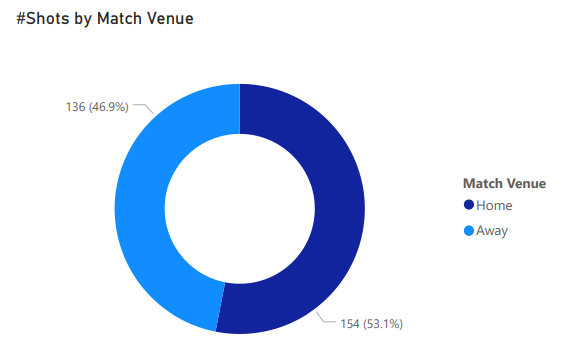 #Shots by Match Venue
136 (46.9%)
Match Venue
Home
Away
154 (53.1%)